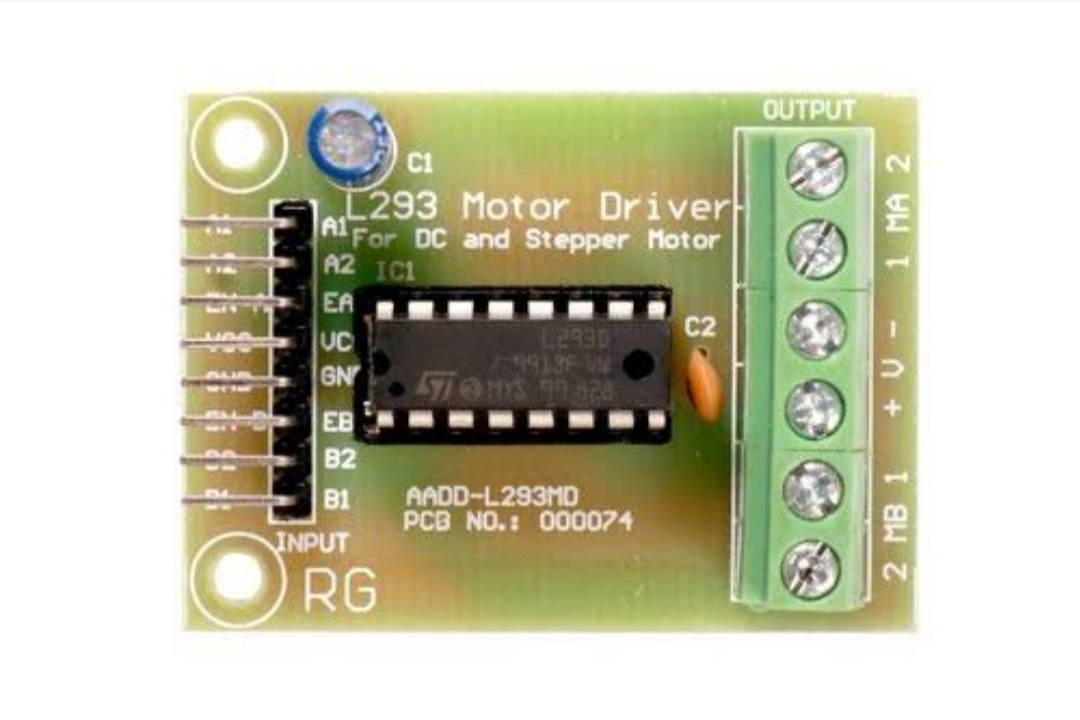 OUTPUT
C1
L293 Motor Driver
For DC and Stepper Motor
A1
A2
IC1
EA
VC
GND
EB
B2
B1
L293D
C2
AADD-L293MD
PCB NO.: 000074
INPUT
RG
1 MA 2
+ V -
2 MB 1